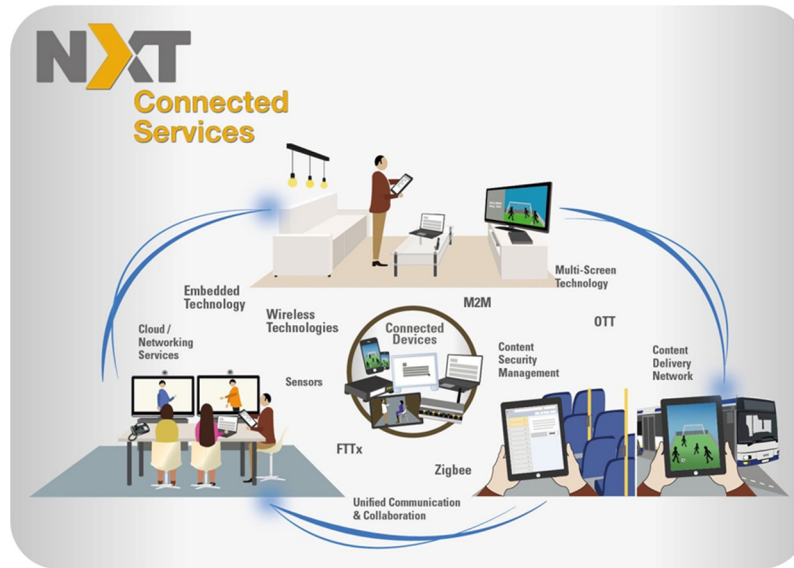 NXT
Connected
Services
Embedded
Technology
Wireless
Technologies
Cloud /
Networking
Services
Sensors
FTTx
Connected
Devices
M2M
Multi-Screen
Technology
OTT
Content
Security
Management
Content
Delivery
Network
Zigbee
Unified Communication
& Collaboration